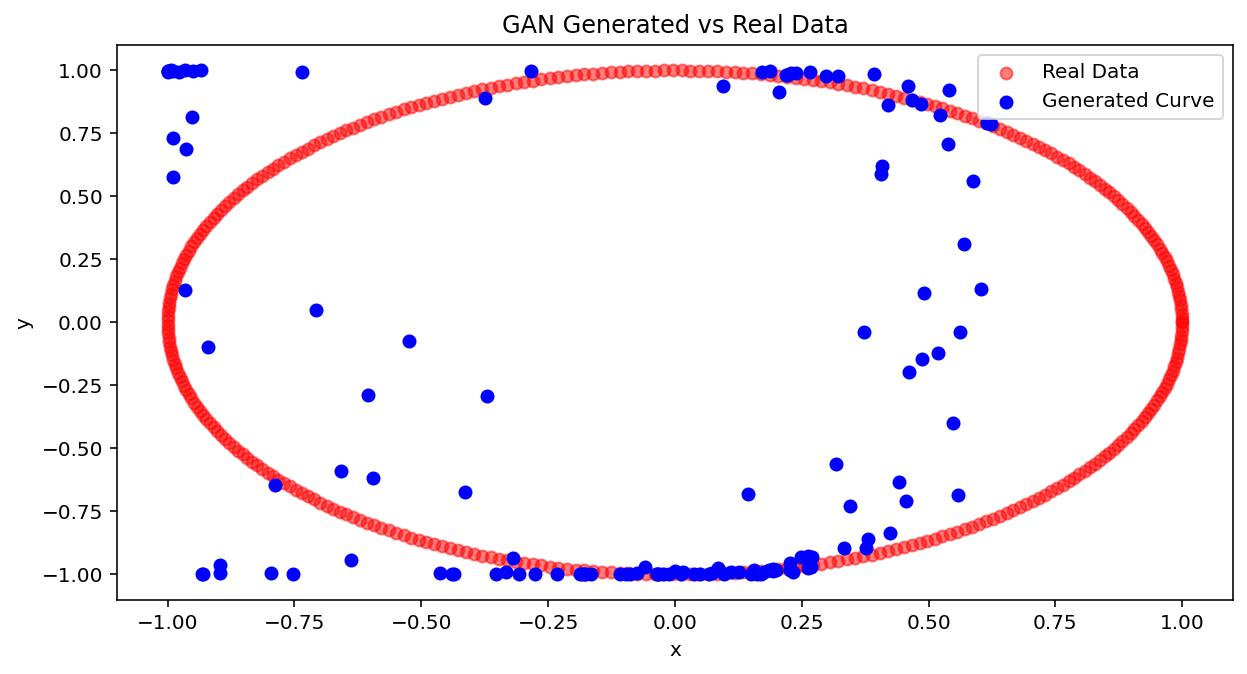 GAN Generated vs Real Data
Real Data
Generated Curve
1.00
0.75
0.50
0.25
0.00
−0.25
−0.50
−0.75
−1.00
y
−1.00 −0.75 −0.50 −0.25 0.00 0.25 0.50 0.75 1.00
x